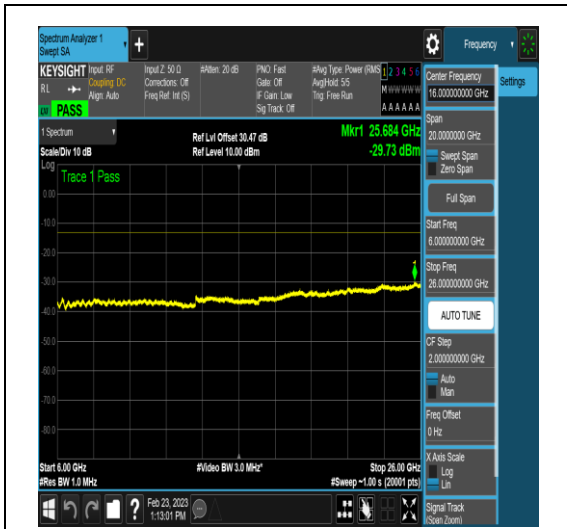 Spectrum Analyzer 1
Swept SA
+
Frequency
KEYSIGHT
Input: RF
Coupling: DC
Align: Auto
Input Z: 50 Ω
Corrections: Off
Freq Ref: Int (S)
#Atten: 20 dB
PNO: Fast
Gate: Off
IF Gain: Low
Sig Track: Off
#Avg Type: Power (RMS
Avg|Hold: 5/5
Trig: Free Run
1 2 3 4 5 6
M W W W W W
A A A A A A
R L
PASS
Center Frequency
16.000000000 GHz
Settings
Span
20.0000000 GHz
Swept Span
Zero Span
Full Span
Start Freq
6.000000000 GHz
Stop Freq
26.000000000 GHz
AUTO TUNE
CF Step
2.000000000 GHz
Auto
Man
Freq Offset
0 Hz
X Axis Scale
Log
Lin
Signal Track
(Span Zoom)
1 Spectrum
Scale/Div 10 dB
Ref Lvl Offset 30.47 dB
Ref Level 10.00 dBm
Mkr1 25.684 GHz
-29.73 dBm
Log
Trace 1 Pass
0.00
-10.0
-20.0
-30.0
-40.0
-50.0
-60.0
-70.0
-80.0
1
Start 6.00 GHz
#Res BW 1.0 MHz
#Video BW 3.0 MHz*
Stop 26.00 GHz
#Sweep ~1.00 s (20001 pts)
?
Feb 23, 2023
1:13:01 PM